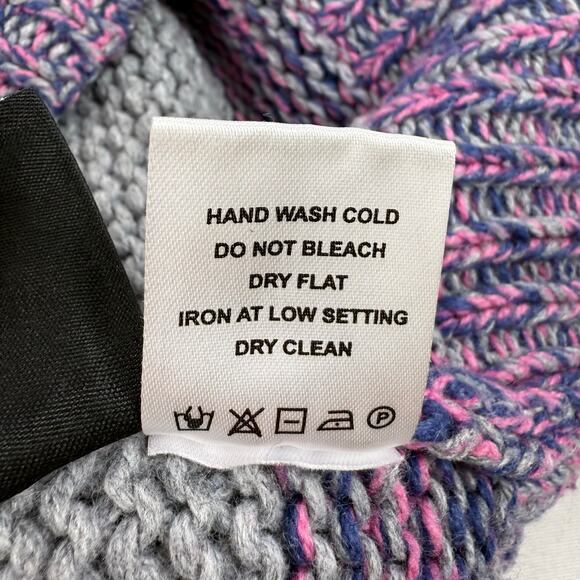 HAND WASH COLD
DO NOT BLEACH
DRY FLAT
IRON AT LOW SETTING
DRY CLEAN
P